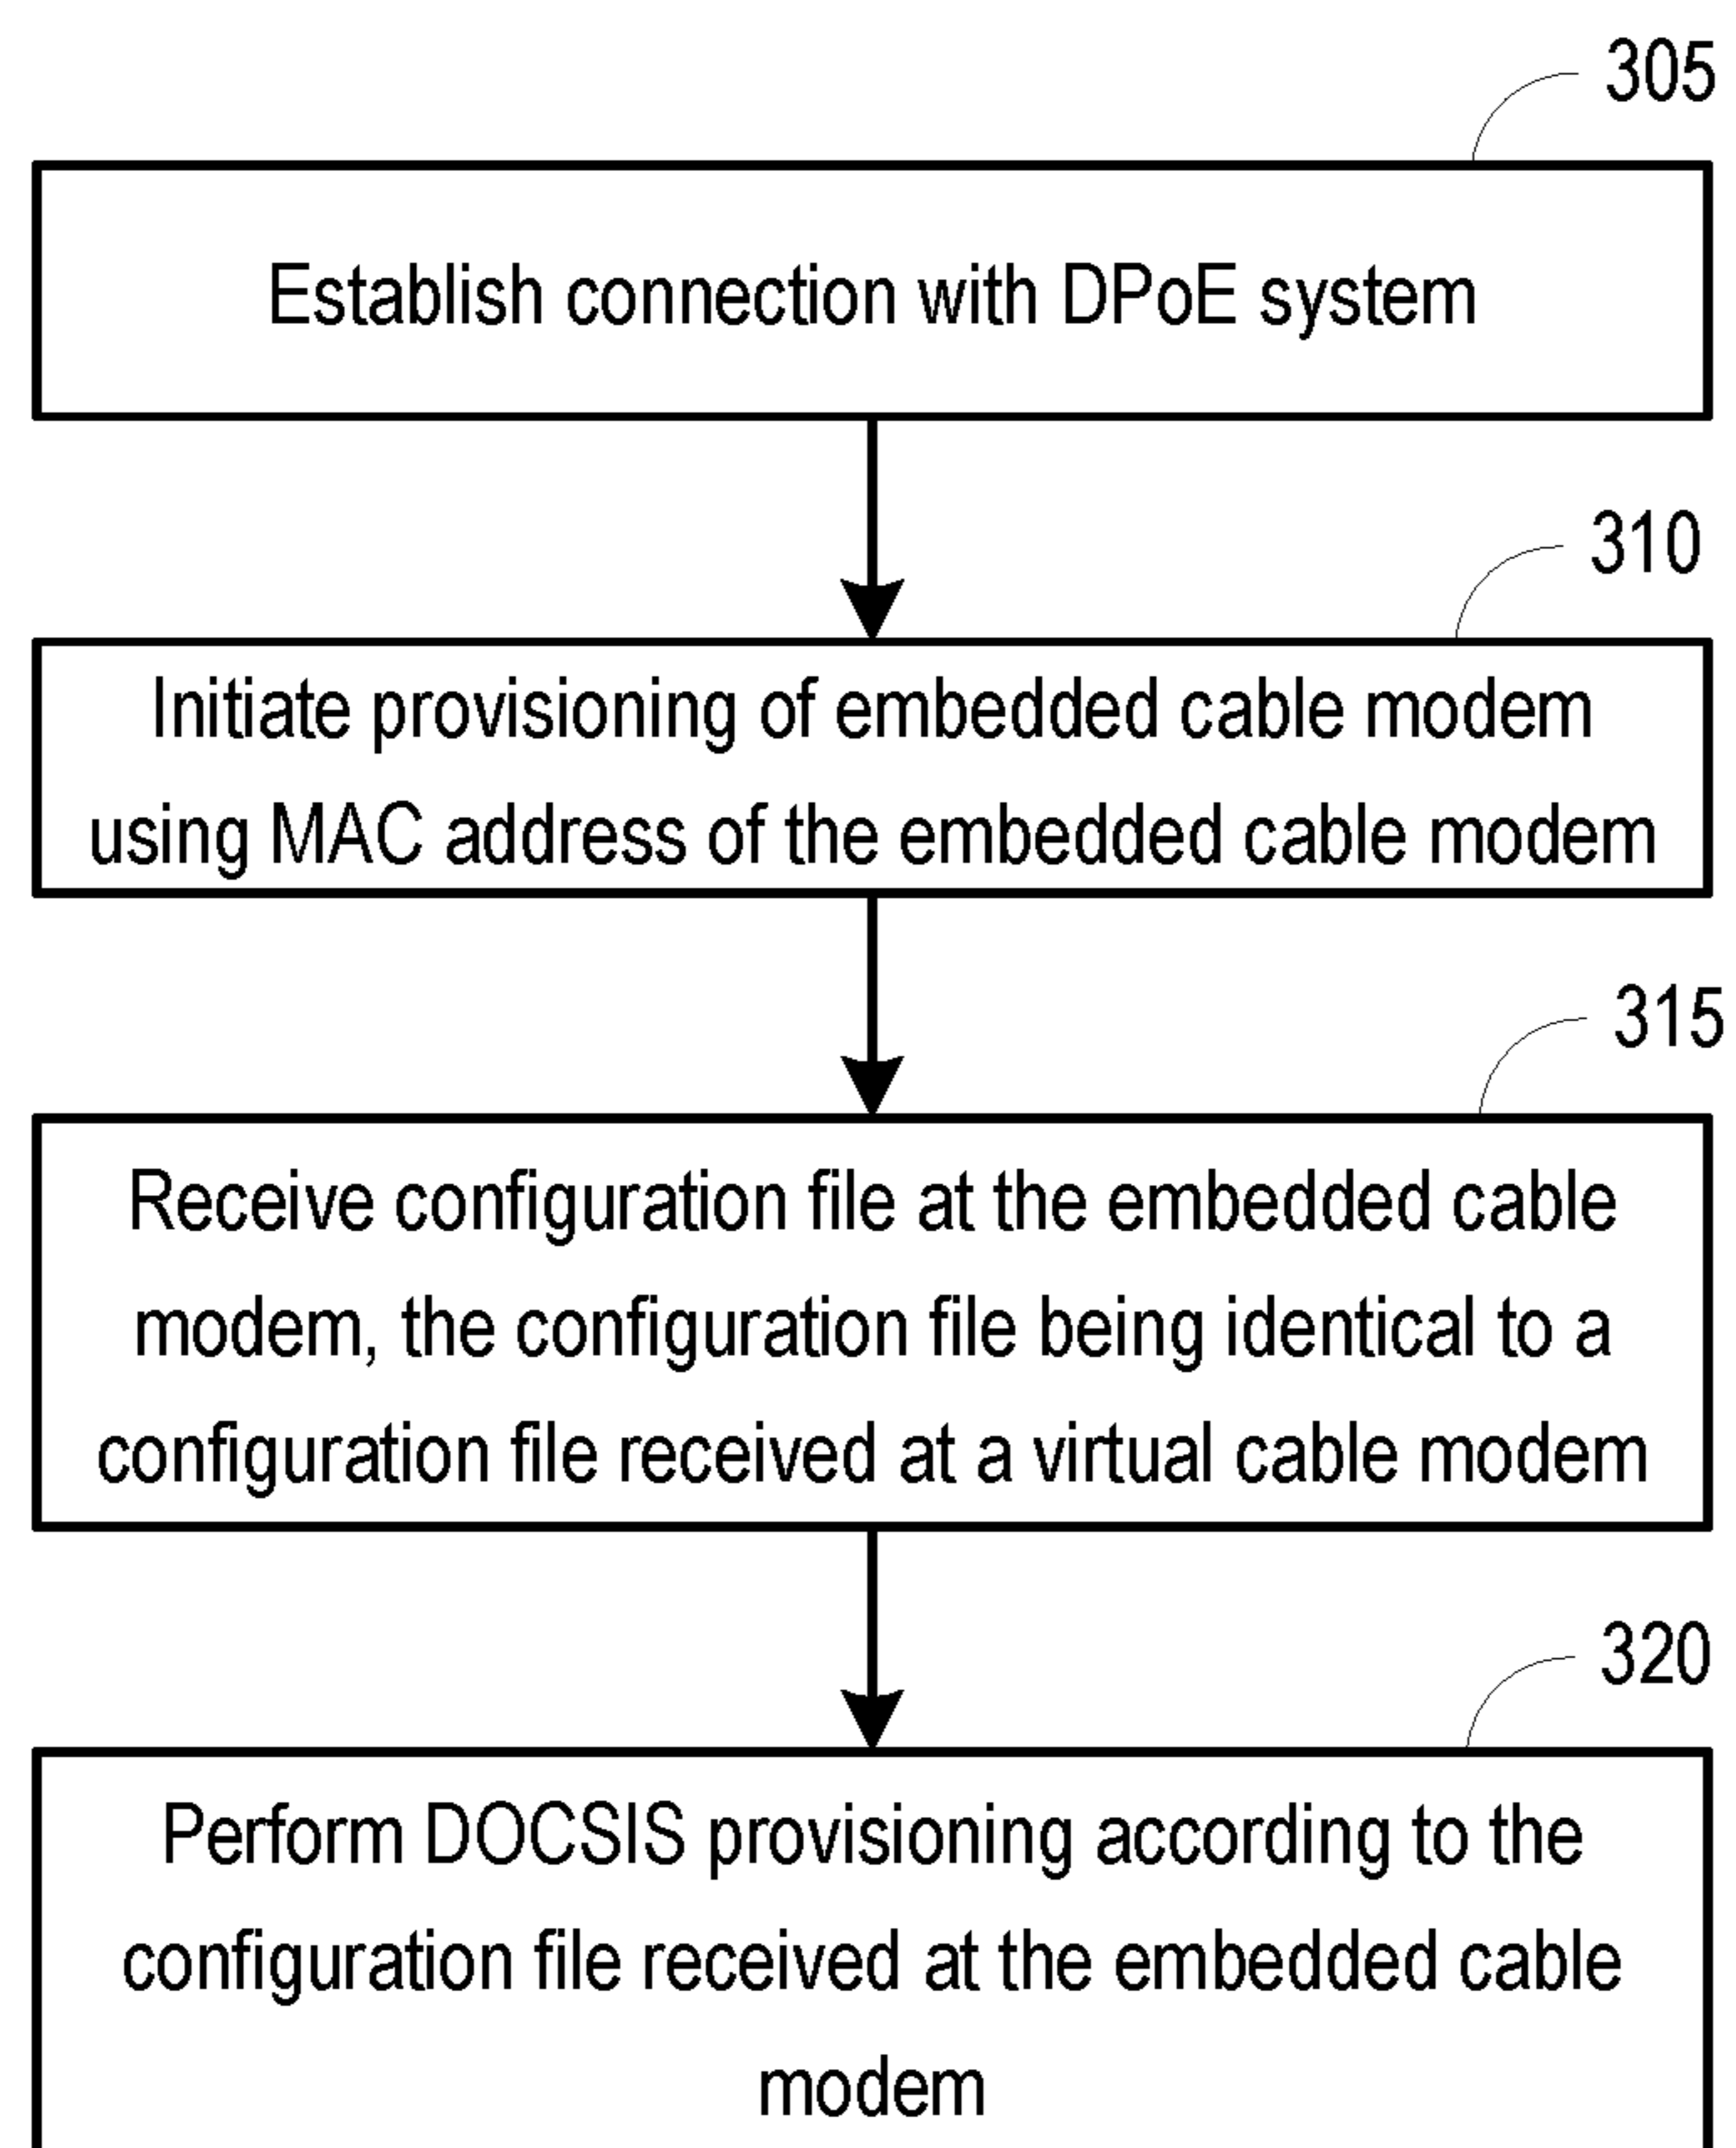 305
Establish connection with DPoE system
310
Initiate provisioning of embedded cable modem
using MAC address of the embedded cable modem
315
Receive configuration file at the embedded cable
modem, the configuration file being identical to a
configuration file received at a virtual cable modem
320
Perform DOCSIS provisioning according to the
configuration file received at the embedded cable
modem